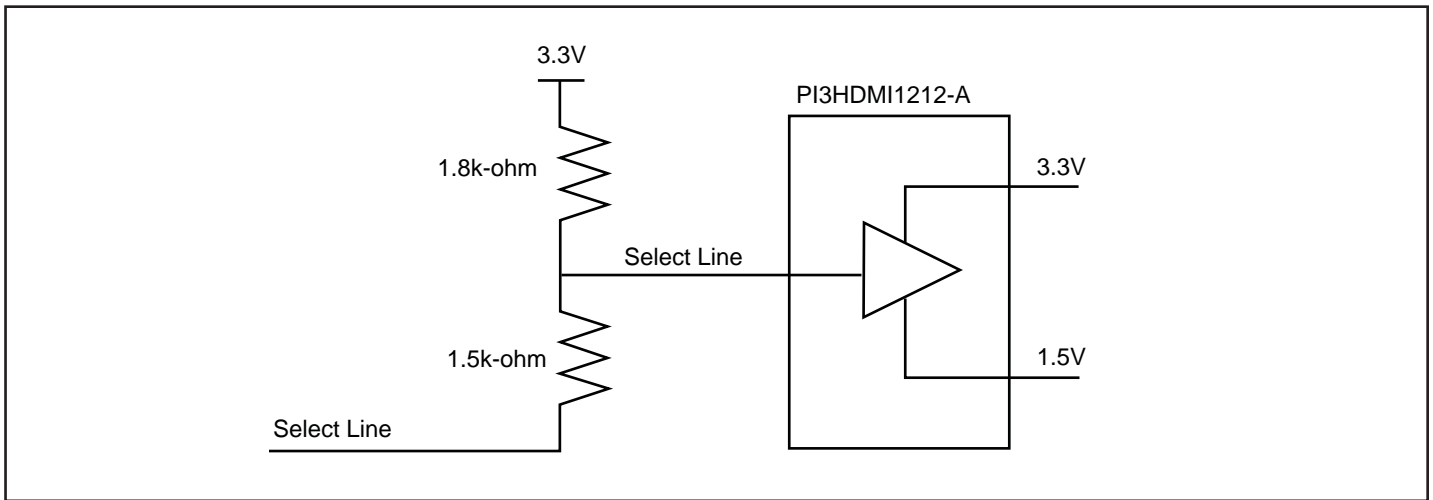 3.3V
PI3HDMI1212-A
1.8k-ohm
3.3V
Select Line
1.5k-ohm
1.5V
Select Line